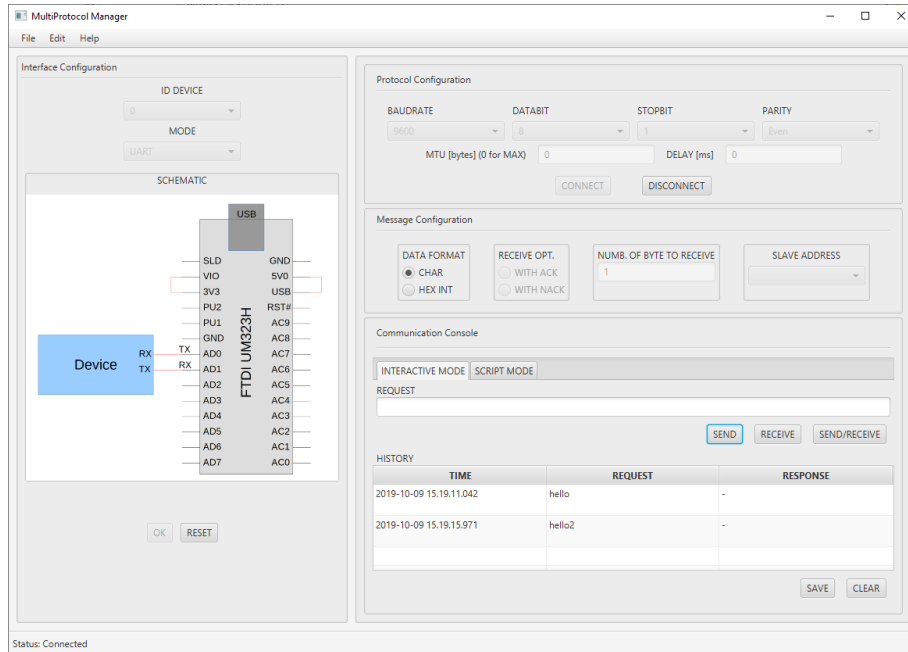 MultiProtocol Manager
File Edit Help
Interface Configuration
ID DEVICE
0
MODE
UART
SCHEMATIC
USB
SLD GND
VIO 5V0
3V3 USB
PU2 RST#
PU1 AC9
GND AC8
FTDI UM323H
Device
RX TX AD0 AC7
TX RX AD1 AC6
AD2 AC5
AD3 AC4
AD4 AC3
AD5 AC2
AD6 AC1
AD7 AC0
OK RESET
Protocol Configuration
BAUDRATE DATABIT STOPBIT PARITY
9600 8 1 Even
MTU [bytes] (0 for MAX) 0 DELAY [ms] 0
CONNECT DISCONNECT
Message Configuration
DATA FORMAT RECEIVE OPT. NUMB. OF BYTE TO RECEIVE SLAVE ADDRESS
CHAR WITH ACK 1
HEX INT WITH NACK
Communication Console
INTERACTIVE MODE SCRIPT MODE
REQUEST
SEND RECEIVE SEND/RECEIVE
HISTORY
TIME REQUEST RESPONSE
2019-10-09 15.19.11.042 hello -
2019-10-09 15.19.15.971 hello2 -
SAVE CLEAR
Status: Connected